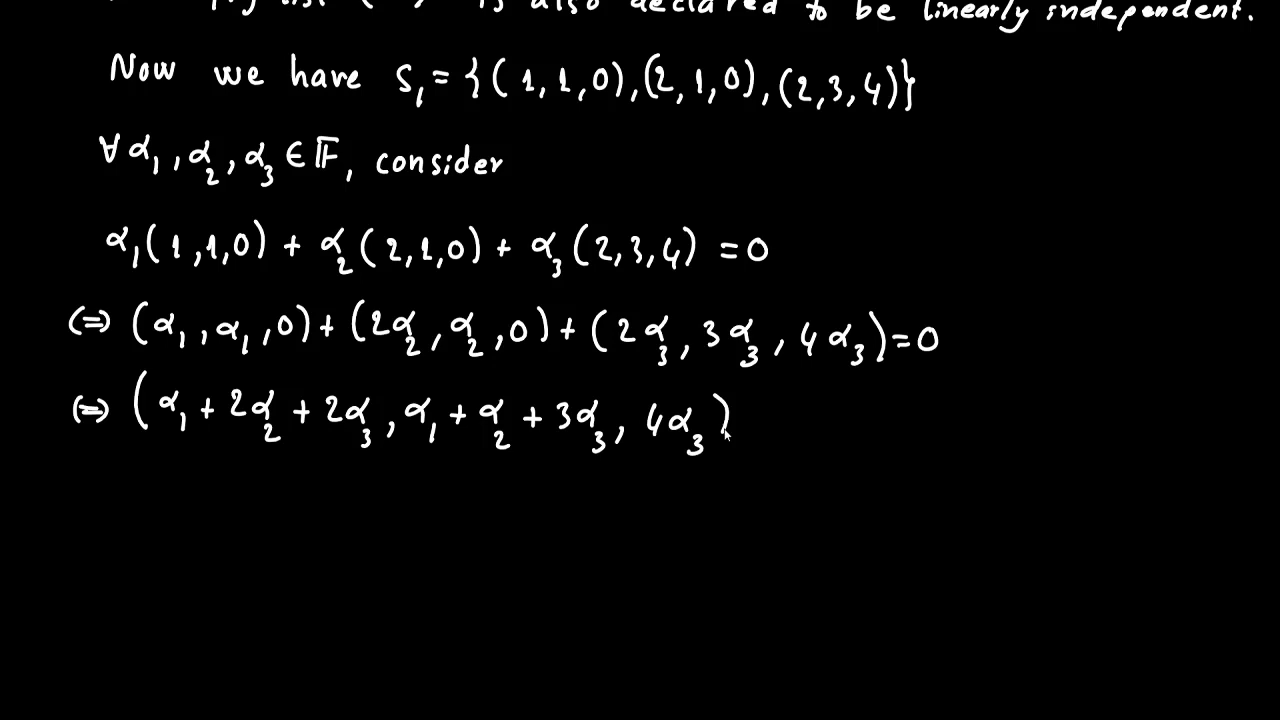 is also declared to be linearly independent.
Now we have S₁ = {(1,1,0),(2,1,0),(2,3,4)}
∀α₁,α₂,α₃ ∈ 𝔽, consider
α₁(1,1,0) + α₂(2,1,0) + α₃(2,3,4) = 0
(=) (α₁,α₁,0) + (2α₂,α₂,0) + (2α₃,3α₃,4α₃) = 0
(=) (α₁ + 2α₂ + 2α₃, α₁ + α₂ + 3α₃, 4α₃)